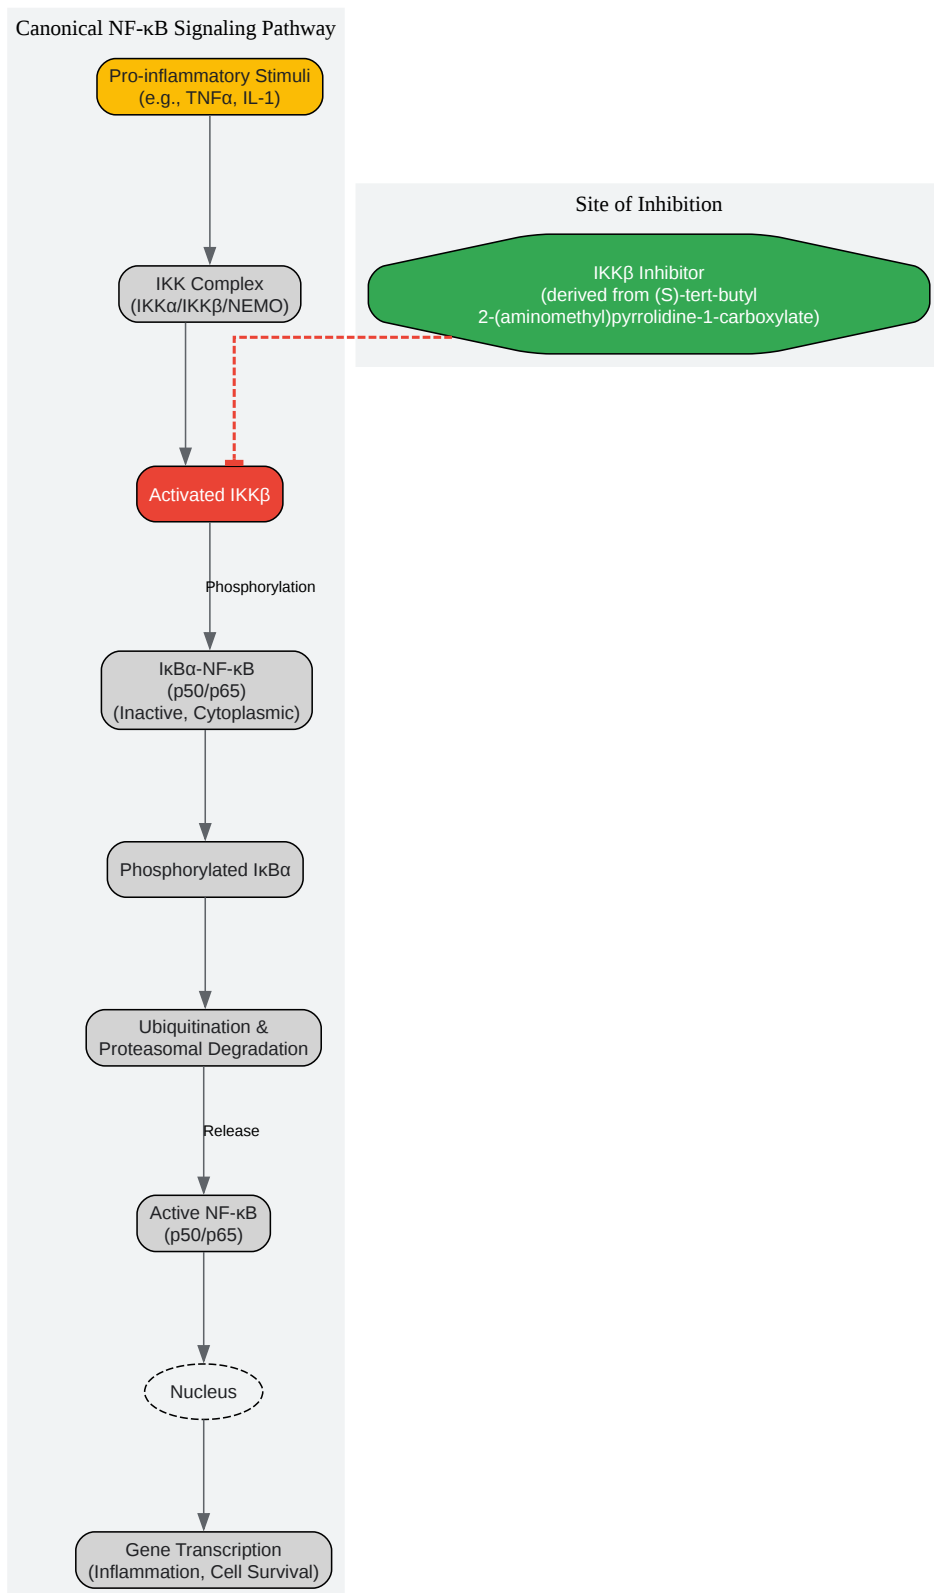 Canonical NF-κB Signaling Pathway
Pro-inflammatory Stimuli
(e.g., TNFα, IL-1)
Site of Inhibition
IKKβ Inhibitor
(derived from (S)-tert-butyl
2-(aminomethyl)pyrrolidine-1-carboxylate)
IKK Complex
(IKKα/IKKβ/NEMO)
Activated IKKβ
Phosphorylation
IκBα-NF-κB
(p50/p65)
(Inactive, Cytoplasmic)
Phosphorylated IκBα
Ubiquitination &
Proteasomal Degradation
Release
Active NF-κB
(p50/p65)
Nucleus
Gene Transcription
(Inflammation, Cell Survival)